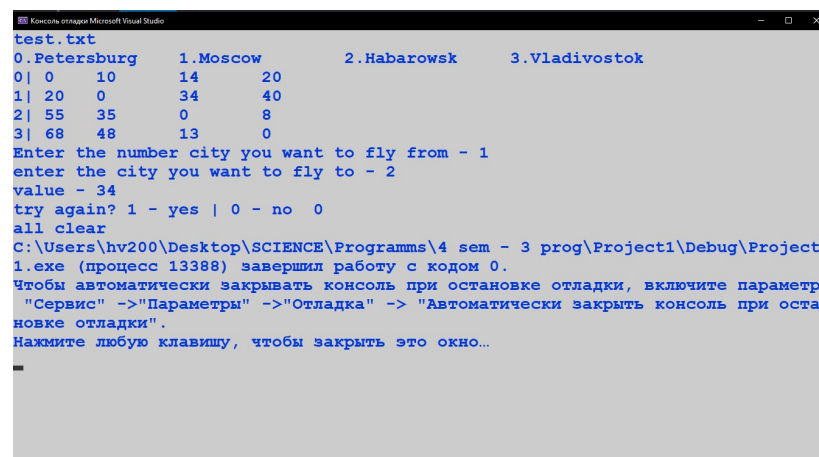 Консоль отладки Microsoft Visual Studio
test.txt
0.Petersburg 1.Moscow 2.Habarowsk 3.Vladivostok
0| 0 10 14 20
1| 20 0 34 40
2| 55 35 0 8
3| 68 48 13 0
Enter the number city you want to fly from - 1
enter the city you want to fly to - 2
value - 34
try again? 1 - yes | 0 - no 0
all clear
C:\Users\hv200\Desktop\SCIENCE\Programms\4 sem - 3 prog\Project1\Debug\Project
1.exe (процесс 13388) завершил работу с кодом 0.
Чтобы автоматически закрывать консоль при остановке отладки, включите параметр
"Сервис" ->"Параметры" ->"Отладка" -> "Автоматически закрыть консоль при оста
новке отладки".
Нажмите любую клавишу, чтобы закрыть это окно…